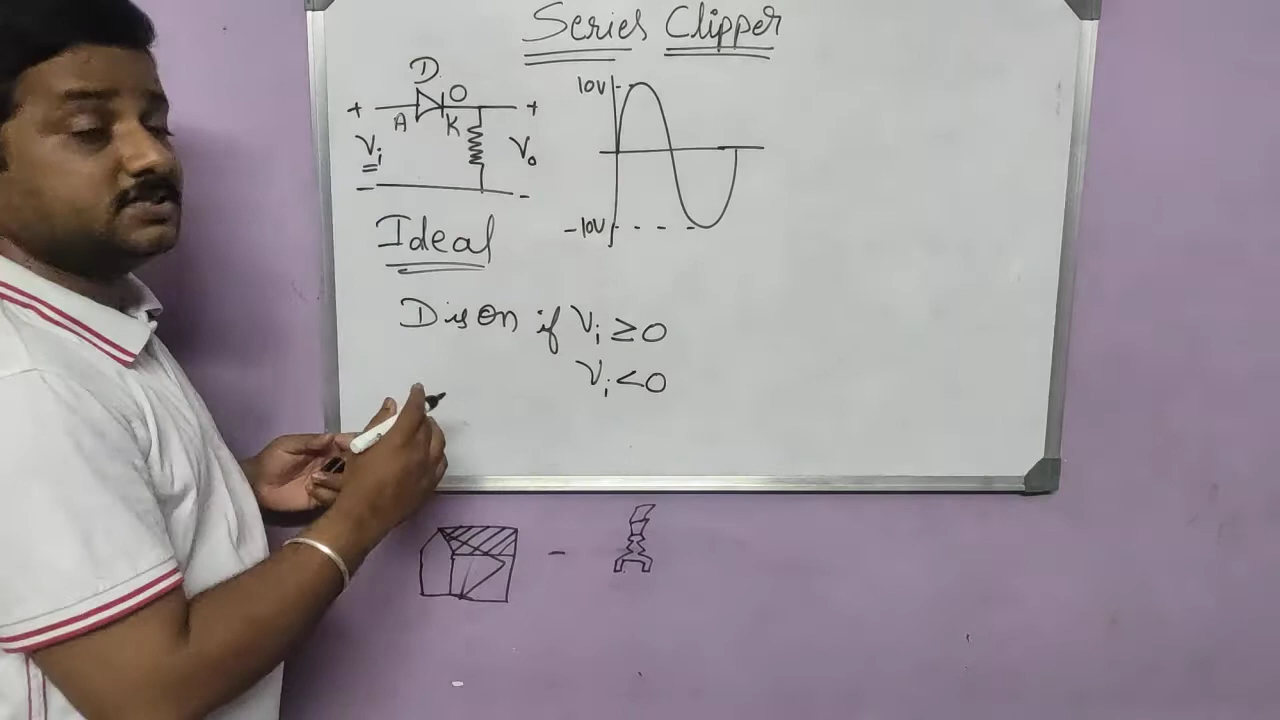 Series Clipper
D
+ A K O +
Vi Vo
- -
10V
-10V
Ideal
D is On if Vi ≥ 0
Vi < 0